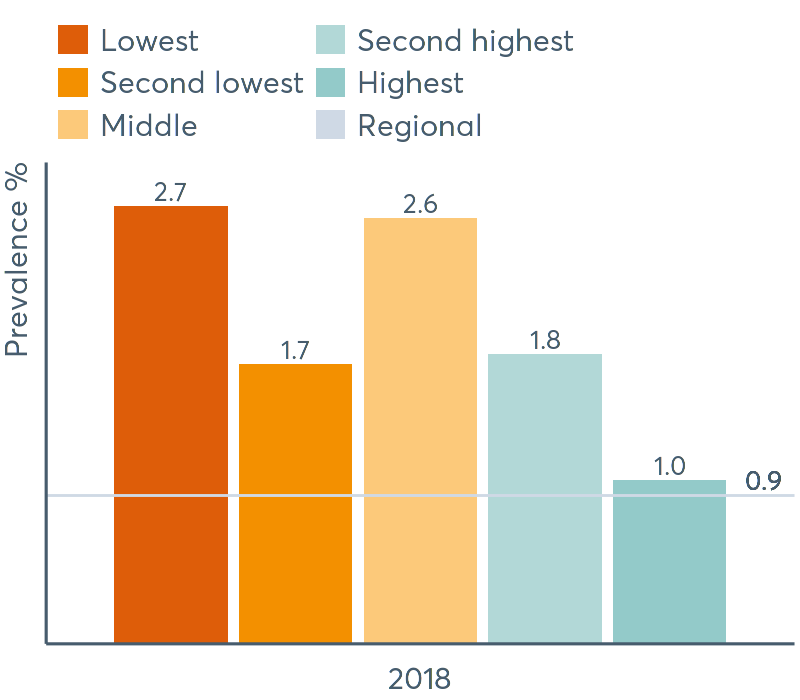 Lowest
Second lowest
Middle
Second highest
Highest
Regional
Prevalence %
2.7
1.7
2.6
1.8
1.0
0.9
2018